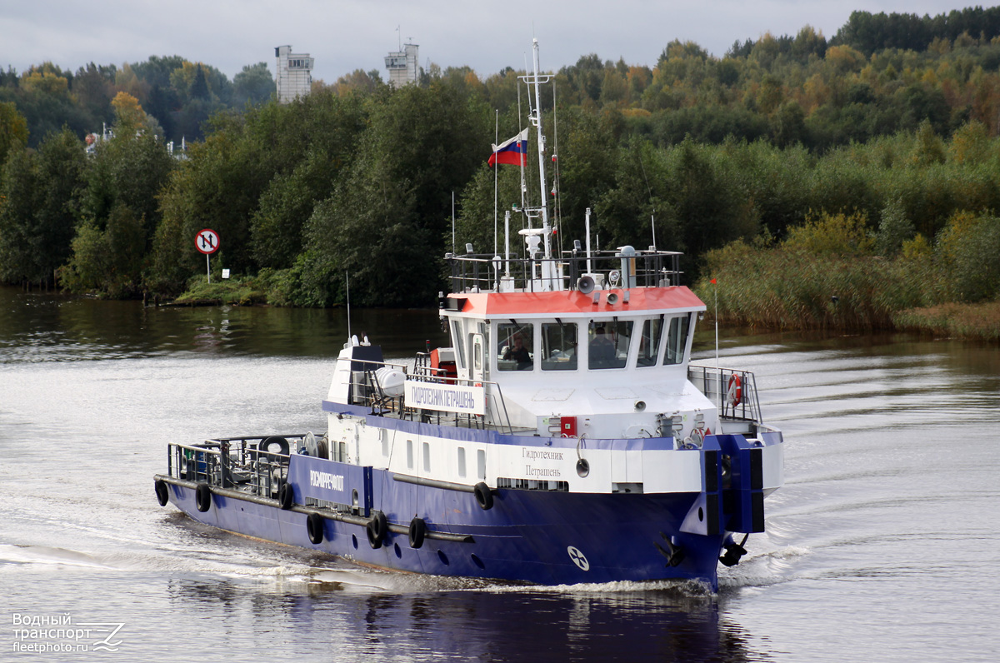 ГИДРОТЕХНИК ПЕТРАШЕНЬ
Гидротехник
Петрашень
РОСМОРРЕЧФЛОТ
Водный
транспорт
fleetphoto.ru